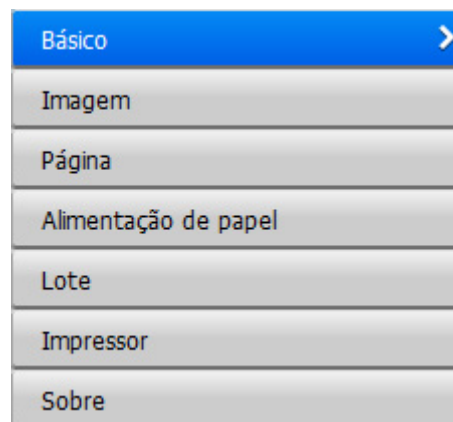 Básico
Imagem
Página
Alimentação de papel
Lote
Impressor
Sobre